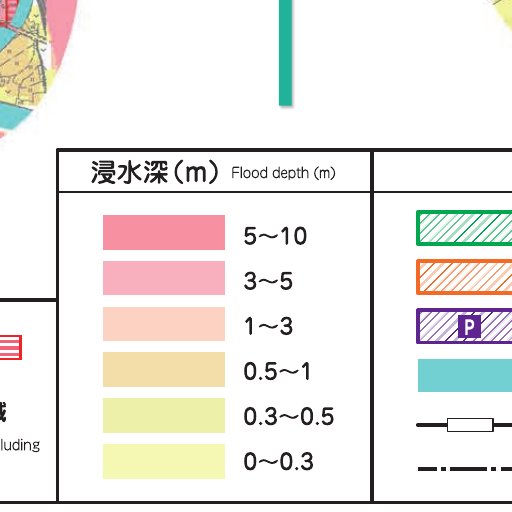 浸水深(m) Flood depth (m)
5～10
3～5
1～3
0.5～1
0.3～0.5
0～0.3
P
域
luding